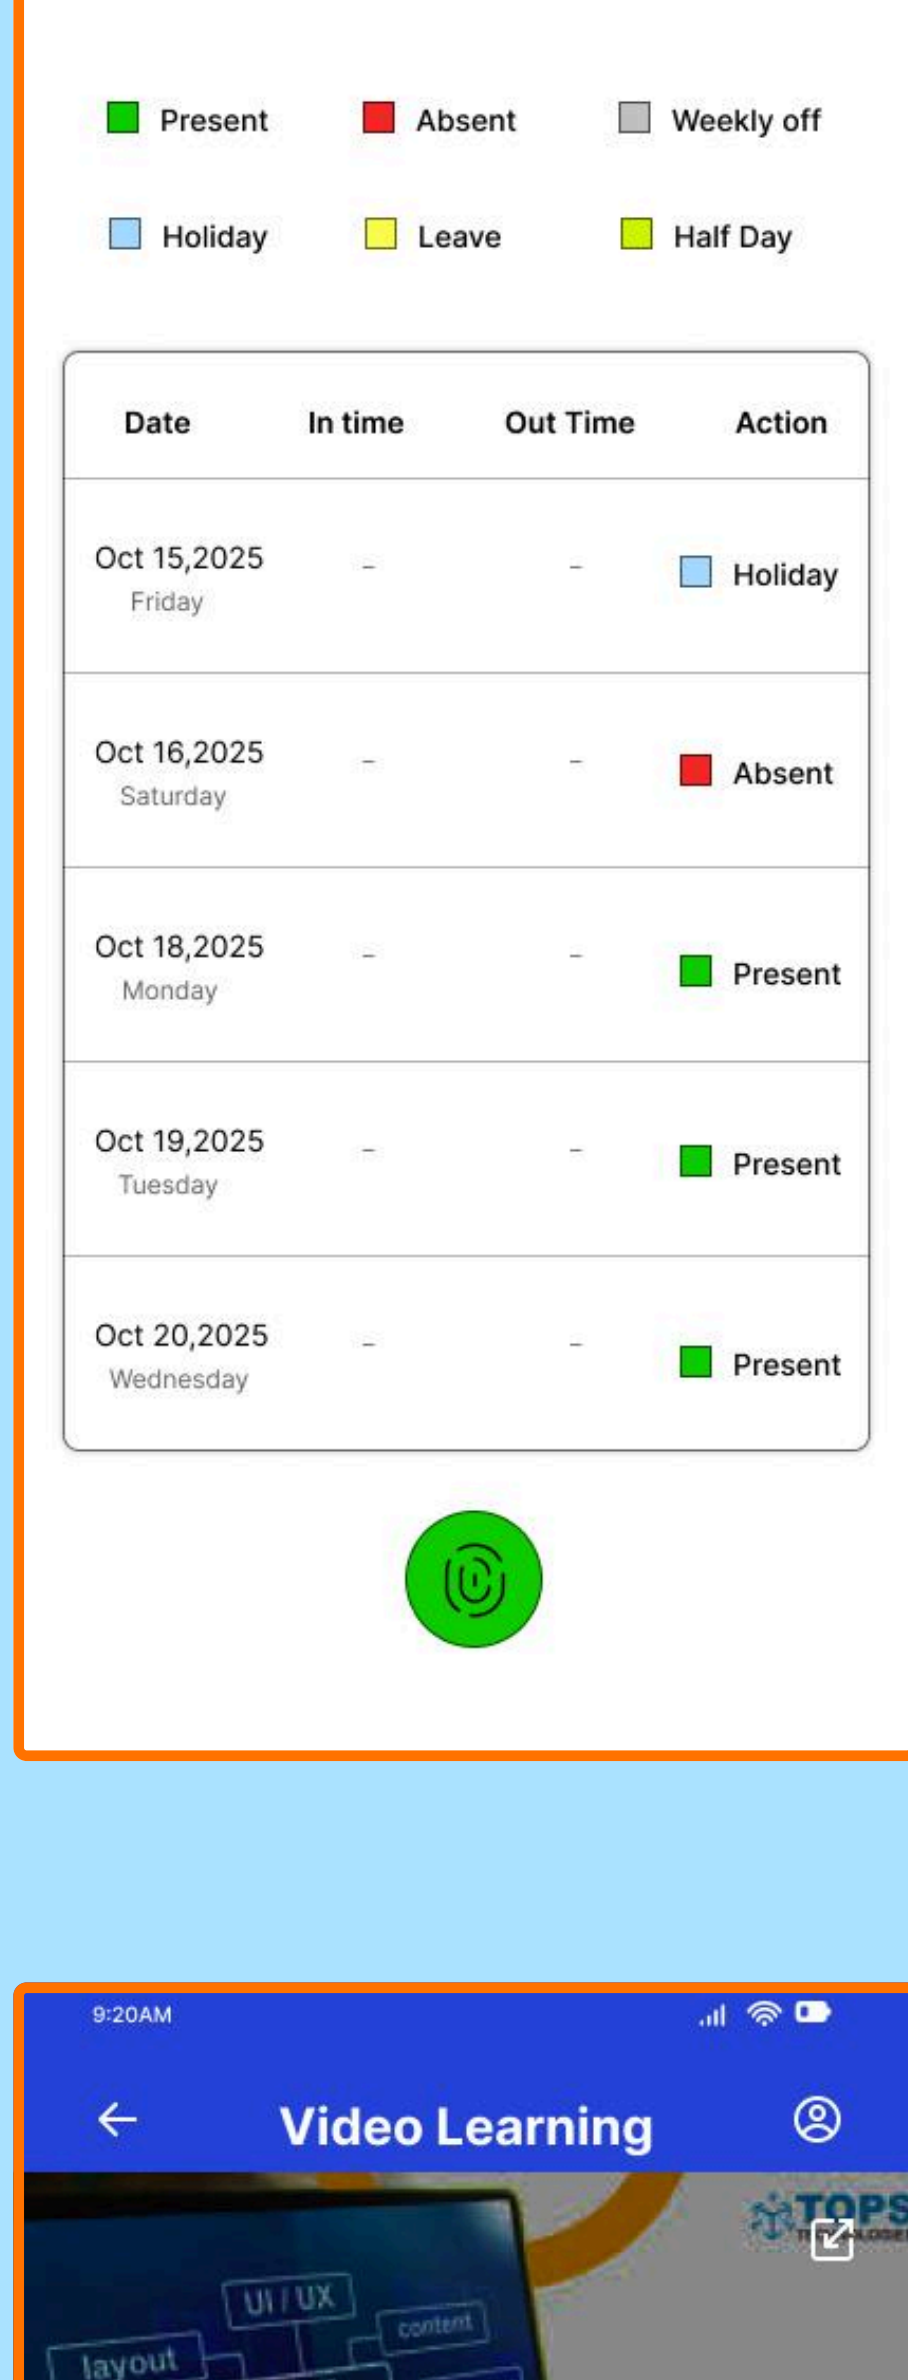 Present Absent Weekly off
Holiday Leave Half Day
Date In time Out Time Action
Oct 15,2025 - - Holiday
Friday
Oct 16,2025 - - Absent
Saturday
Oct 18,2025 - - Present
Monday
Oct 19,2025 - - Present
Tuesday
Oct 20,2025 - - Present
Wednesday
9:20AM
Video Learning
TOPS
UI / UX
content
layout